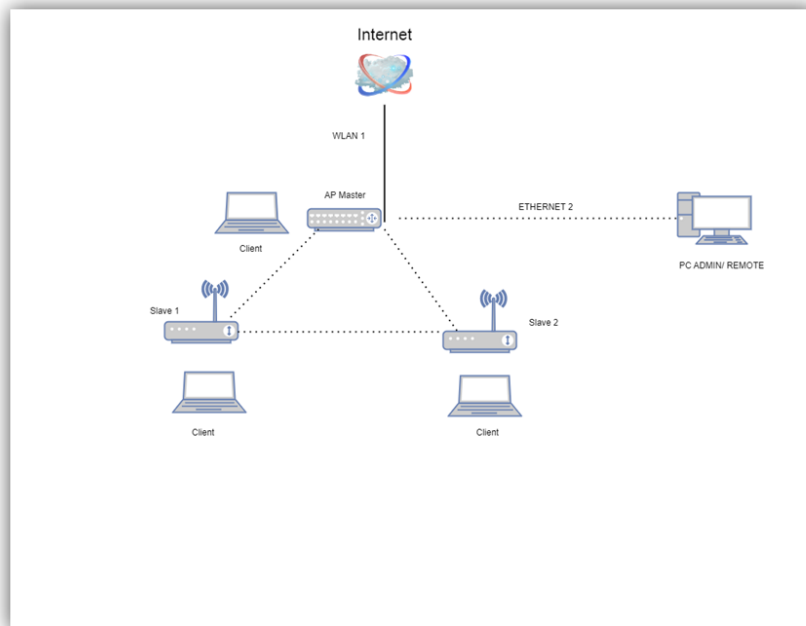 Internet
WLAN 1
AP Master
ETHERNET 2
Client
PC ADMIN/ REMOTE
Slave 1
Slave 2
Client
Client